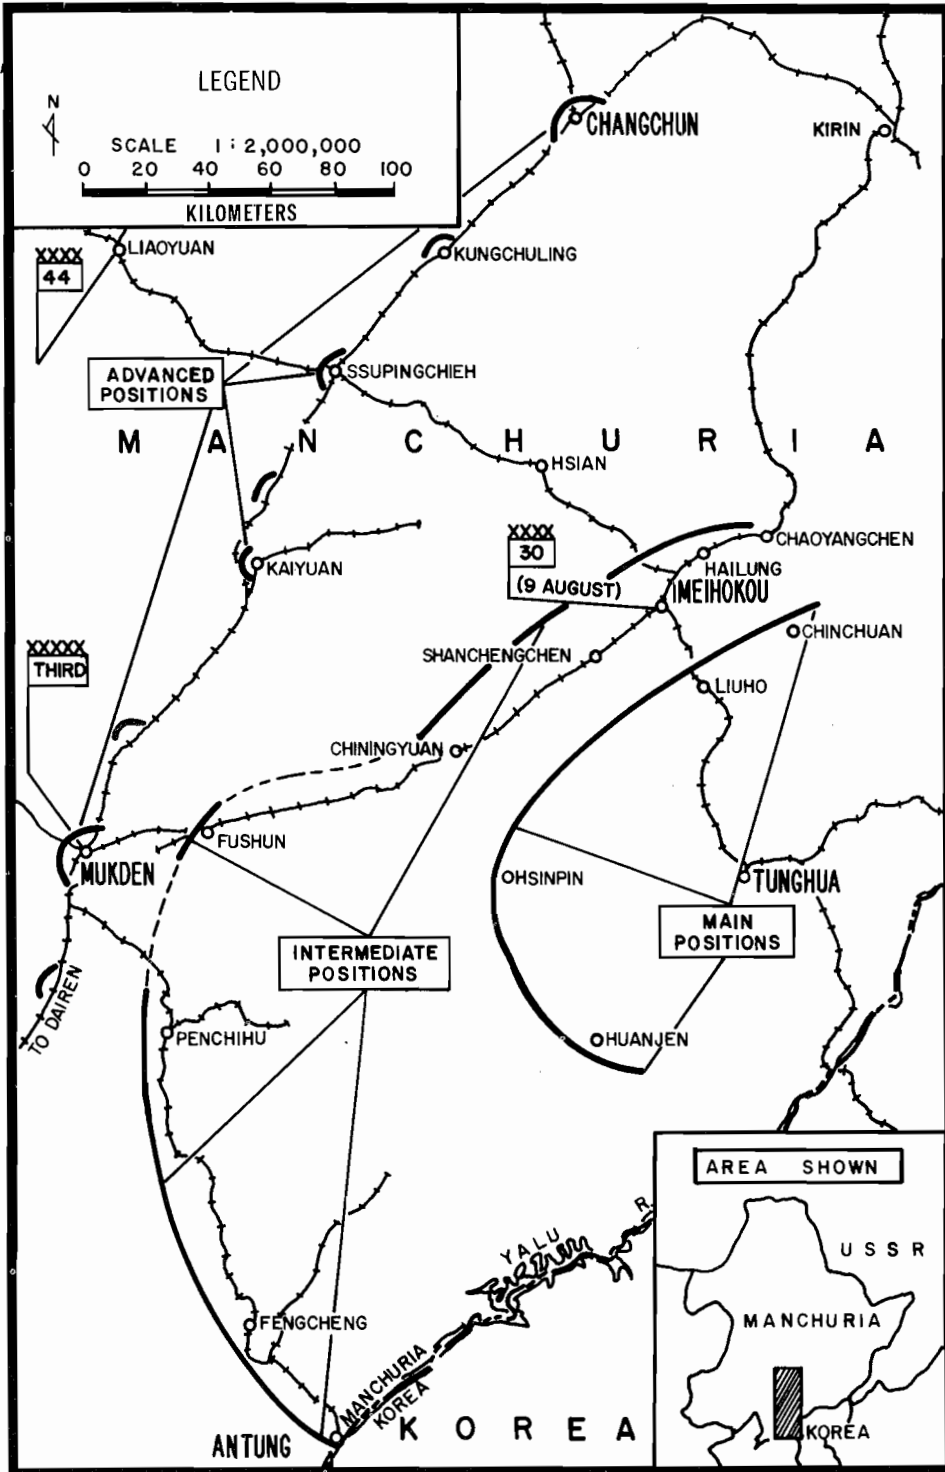 LEGEND
N
SCALE 1:2,000,000
0 20 40 60 80 100
KILOMETERS
CHANGCHUN
KIRIN
XXXX
44
LIAOYUAN
KUNGCHULING
ADVANCED
POSITIONS
SSUPINGCHIEH
MANCHURIA
HSIAN
XXXX
30
(9 AUGUST)
CHAOYANGCHEN
HAILUNG
IMEIHOKOU
KAIYUAN
XXXXX
THIRD
SHANCHENGCHEN
CHINCHUAN
LIUHO
CHININGYUAN
FUSHUN
MUKDEN
HSINPIN
TUNGHUA
MAIN
POSITIONS
INTERMEDIATE
POSITIONS
TO DAIREN
PENCHIHU
HUANJEN
AREA SHOWN
USSR
MANCHURIA
KOREA
YALU R.
FENGCHENG
MANCHURIA
KOREA
ANTUNG
KOREA